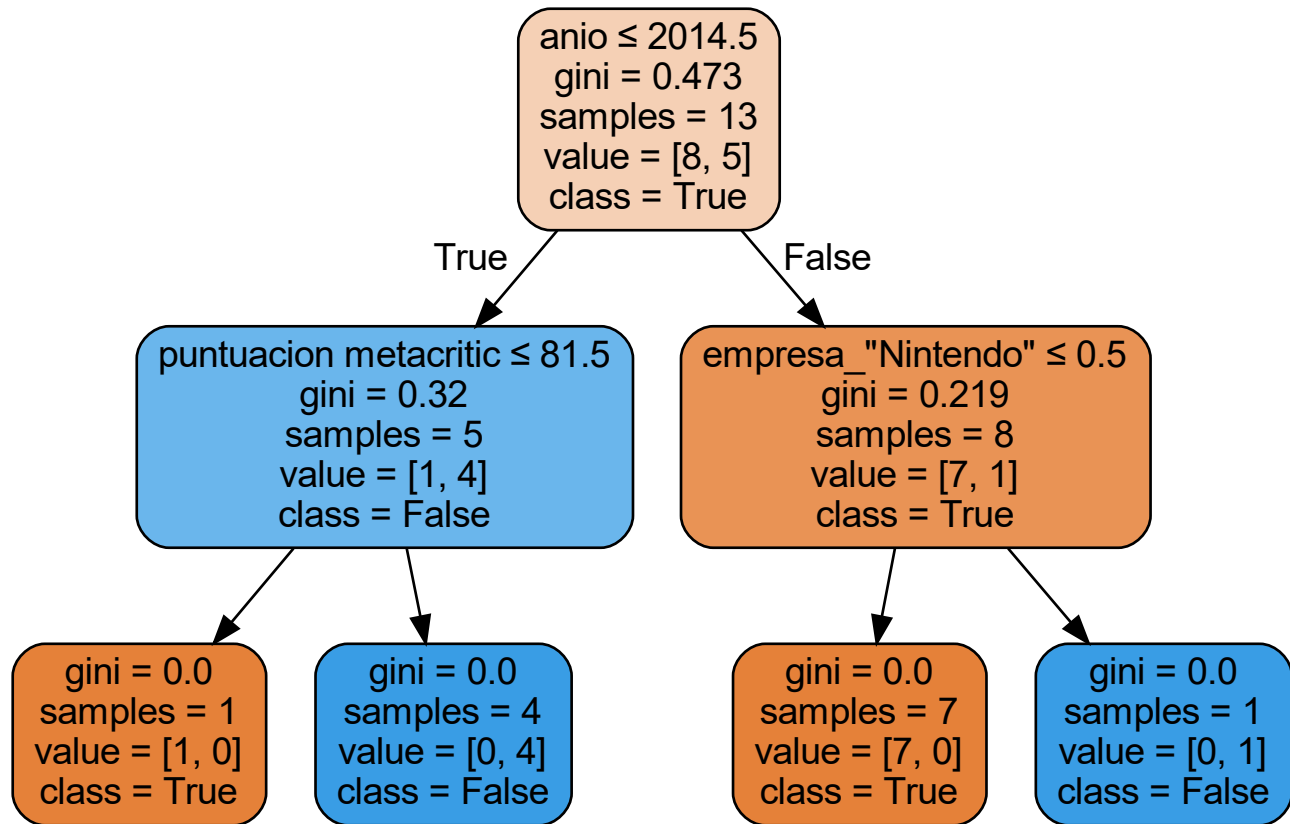 anio ≤ 2014.5
gini = 0.473
samples = 13
value = [8, 5]
class = True
True
False
puntuacion metacritic ≤ 81.5
gini = 0.32
samples = 5
value = [1, 4]
class = False
empresa_"Nintendo" ≤ 0.5
gini = 0.219
samples = 8
value = [7, 1]
class = True
gini = 0.0
samples = 1
value = [1, 0]
class = True
gini = 0.0
samples = 4
value = [0, 4]
class = False
gini = 0.0
samples = 7
value = [7, 0]
class = True
gini = 0.0
samples = 1
value = [0, 1]
class = False